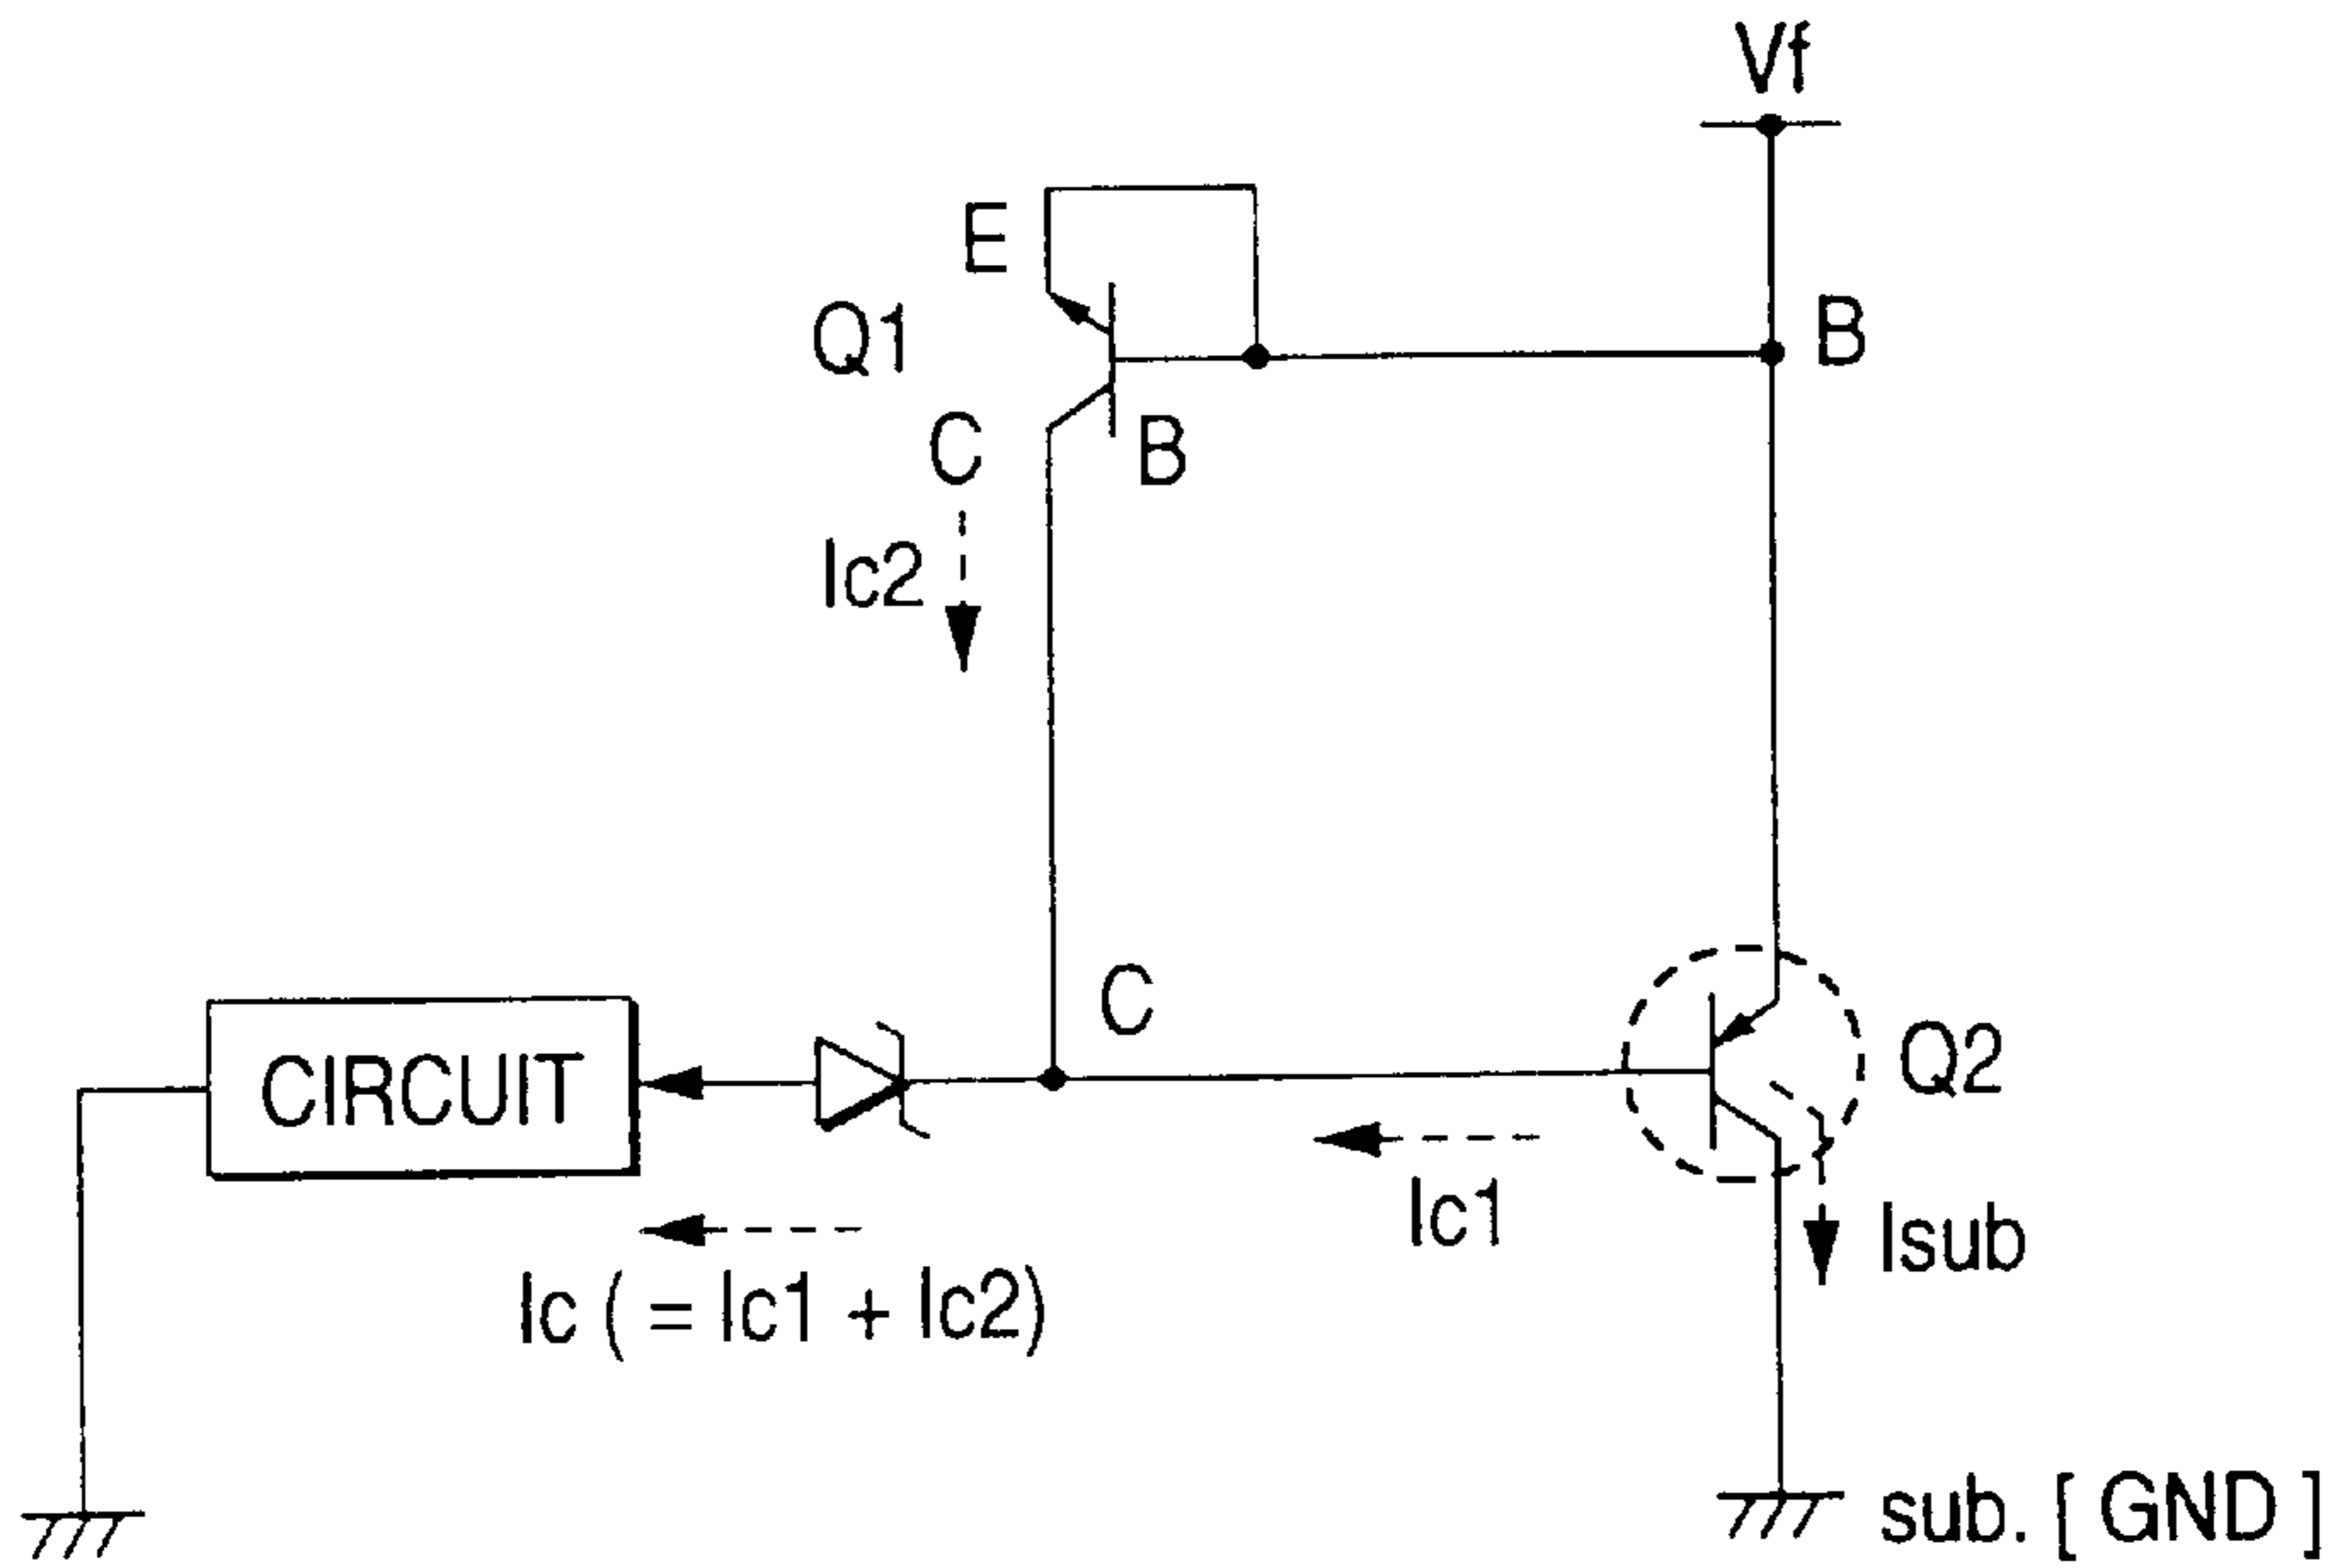 Vf
E
Q1
B
C
B
Ic2
C
CIRCUIT
Q2
Ic1
Isub
Ic ( = Ic1 + Ic2)
sub. [ GND ]